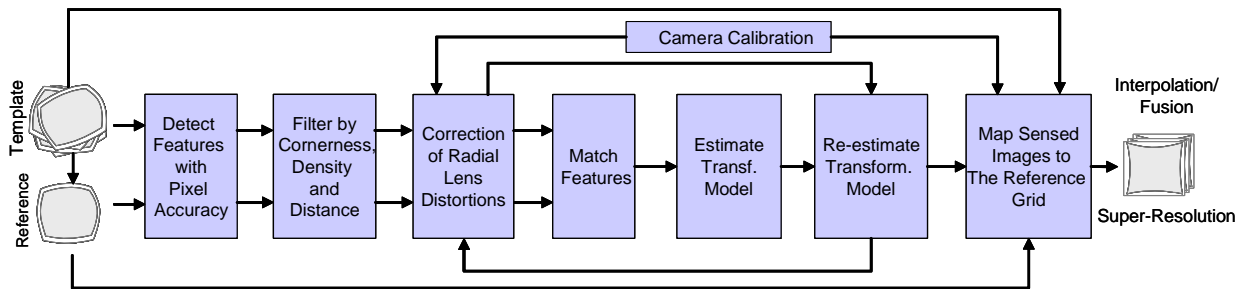 Camera Calibration
Template
Reference
Detect
Features
with
Pixel
Accuracy
Filter by
Cornerness,
Density
and
Distance
Correction
of Radial
Lens
Distortions
Match
Features
Estimate
Transf.
Model
Re-estimate
Transform.
Model
Map Sensed
Images to
The Reference
Grid
Interpolation/
Fusion
Super-Resolution